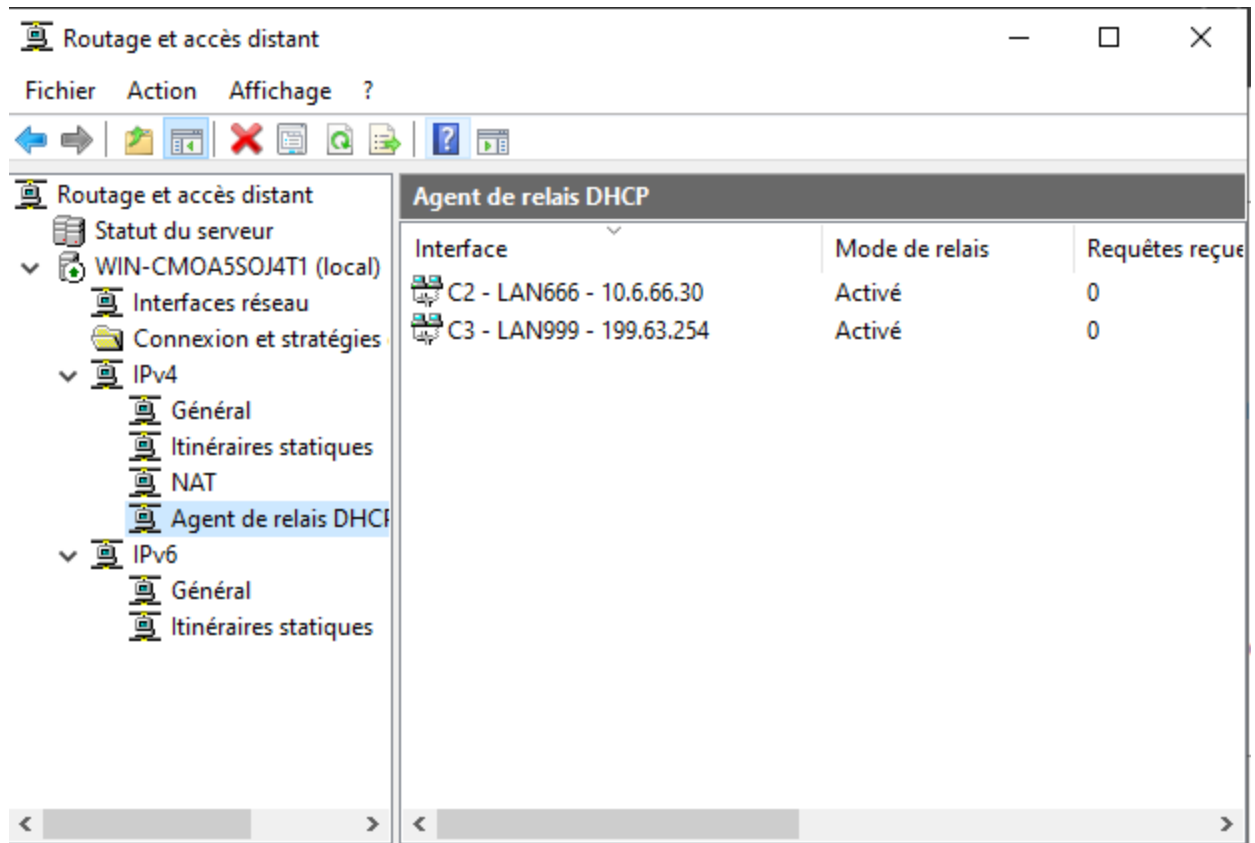 Routage et accès distant
Fichier Action Affichage ?
Routage et accès distant
Statut du serveur
WIN-CMOA5SOJ4T1 (local)
Interfaces réseau
Connexion et stratégies
IPv4
Général
Itinéraires statiques
NAT
Agent de relais DHCP
IPv6
Général
Itinéraires statiques
Agent de relais DHCP
Interface Mode de relais Requêtes reçue
C2 - LAN666 - 10.6.66.30 Activé 0
C3 - LAN999 - 199.63.254 Activé 0